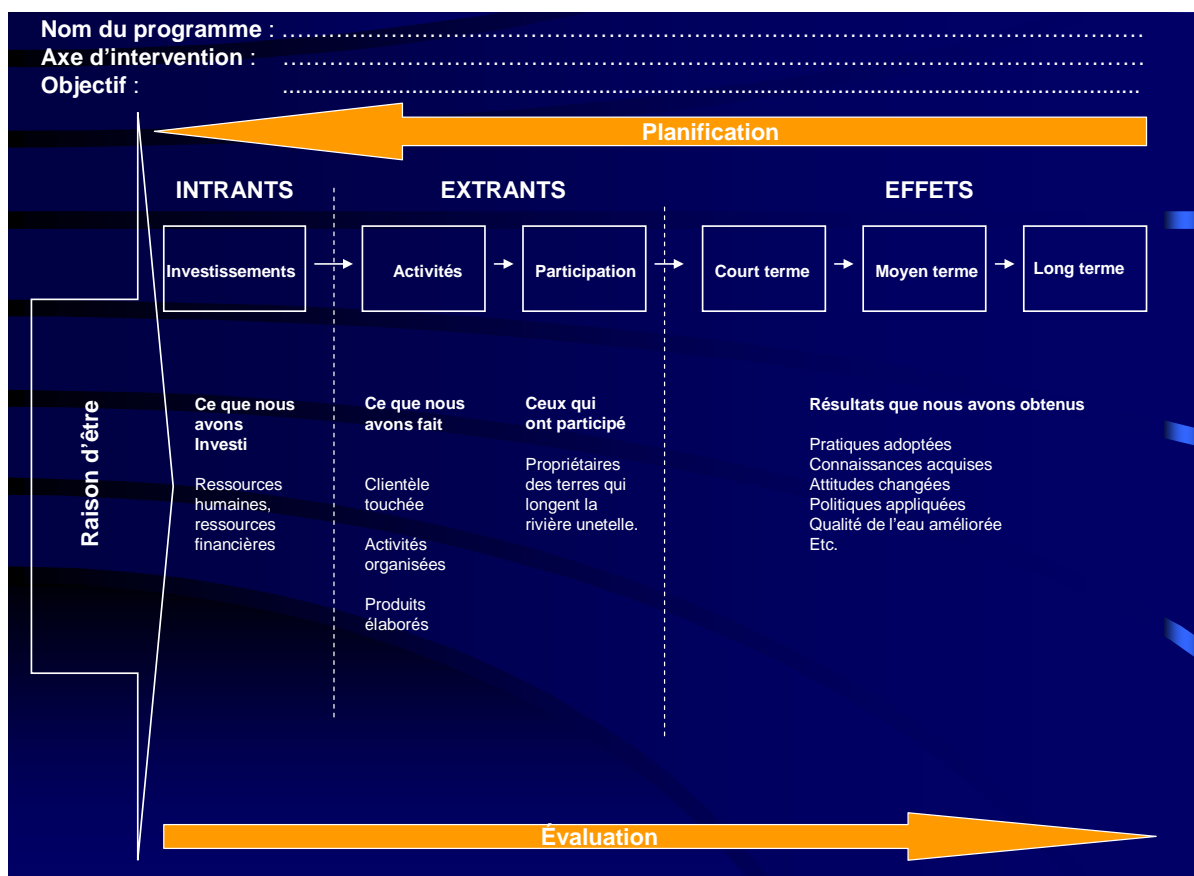 Nom du programme : ……………………………………………………………………………………………
Axe d'intervention : ……………………………………………………………………………………………
Objectif : ...............................................................................................................................
Planification
INTRANTS
EXTRANTS
EFFETS
Investissements
Activités
Participation
Court terme
Moyen terme
Long terme
Raison d'être
Ce que nous
avons
Investi
Ressources
humaines,
ressources
financières
Ce que nous
avons fait
Clientèle
touchée
Activités
organisées
Produits
élaborés
Ceux qui
ont participé
Propriétaires
des terres qui
longent la
rivière unetelle.
Résultats que nous avons obtenus
Pratiques adoptées
Connaissances acquises
Attitudes changées
Politiques appliquées
Qualité de l'eau améliorée
Etc.
Évaluation